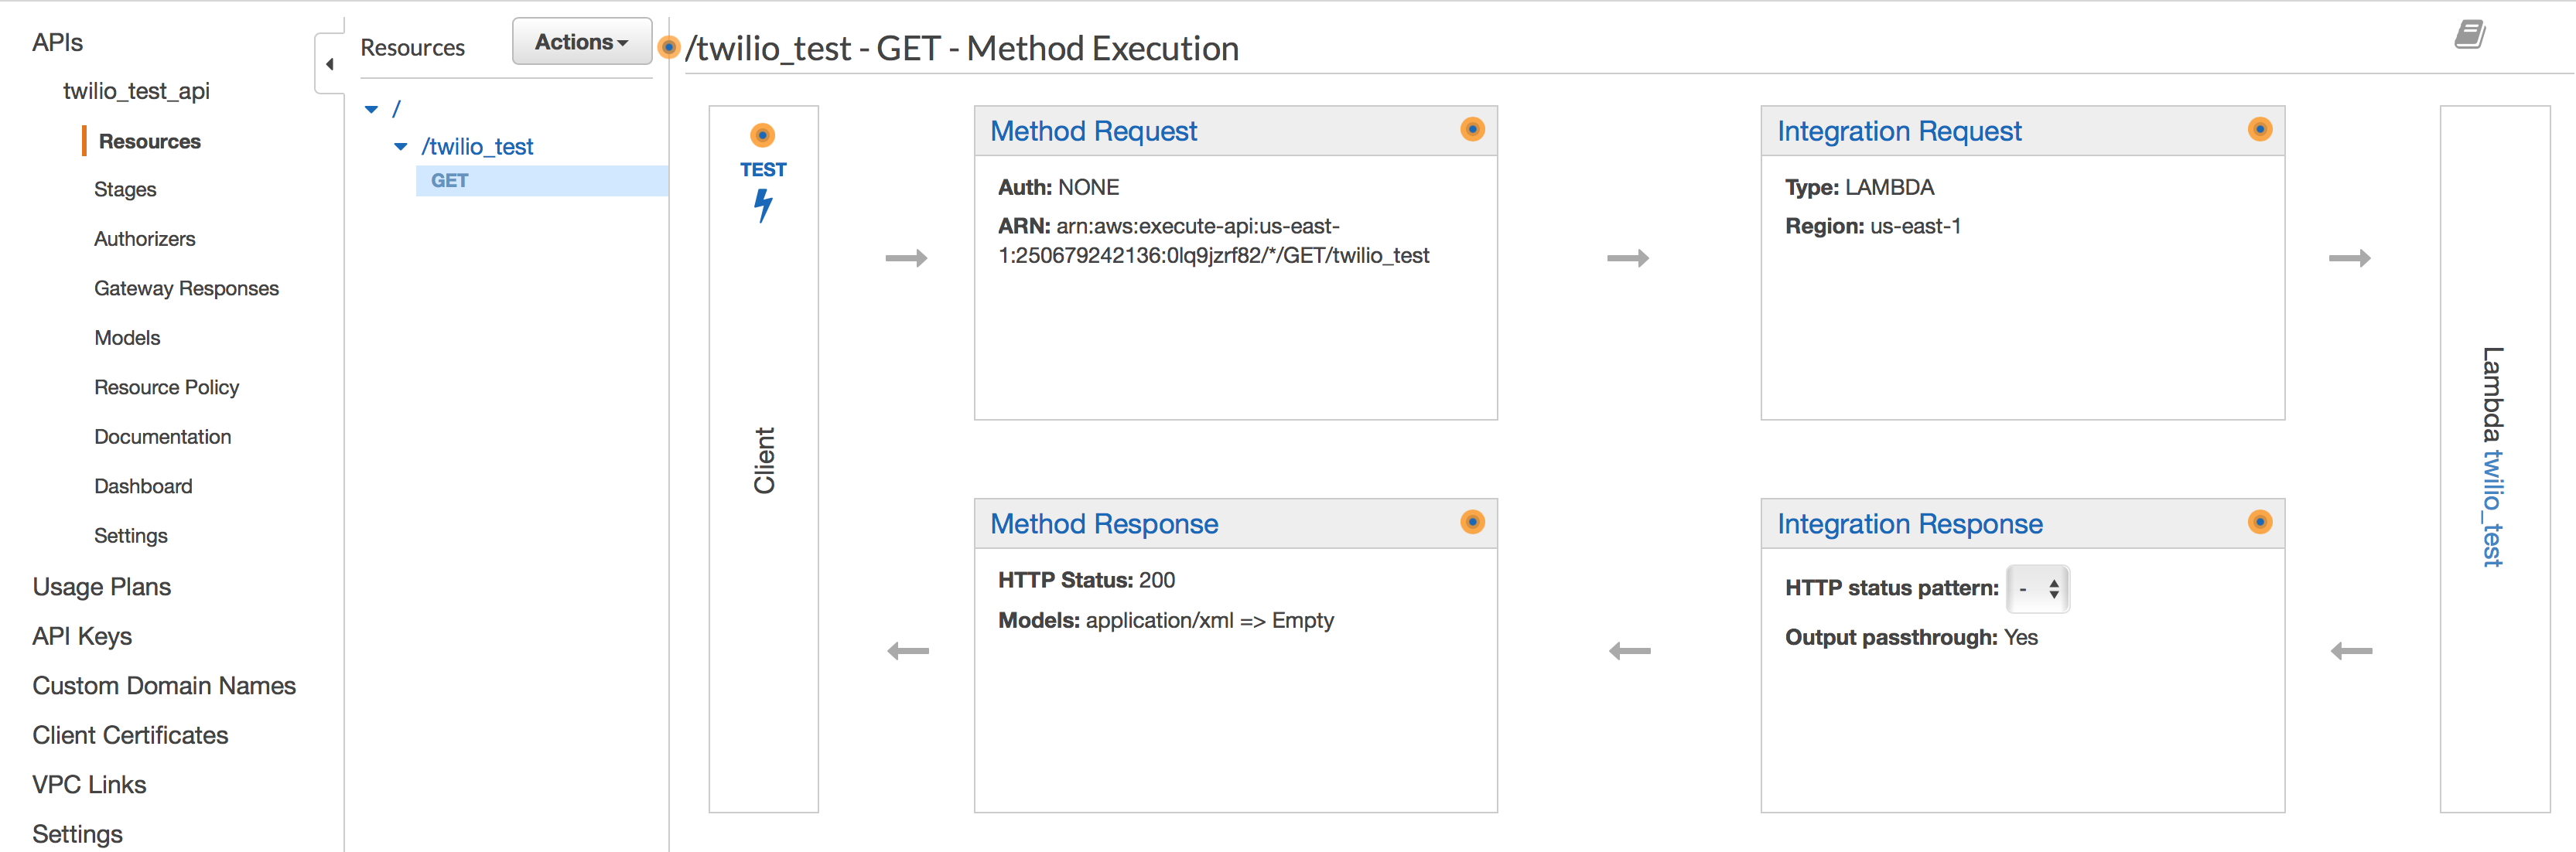 APIs
twilio_test_api
Resources
Stages
Authorizers
Gateway Responses
Models
Resource Policy
Documentation
Dashboard
Settings
Usage Plans
API Keys
Custom Domain Names
Client Certificates
VPC Links
Settings
Resources
Actions
/
/twilio_test
GET
/twilio_test - GET - Method Execution
TEST
Client
Method Request
Auth: NONE
ARN: arn:aws:execute-api:us-east-
1:250679242136:0lq9jzrf82/*/GET/twilio_test
Integration Request
Type: LAMBDA
Region: us-east-1
Lambda twilio_test
Method Response
HTTP Status: 200
Models: application/xml => Empty
Integration Response
HTTP status pattern: -
Output passthrough: Yes